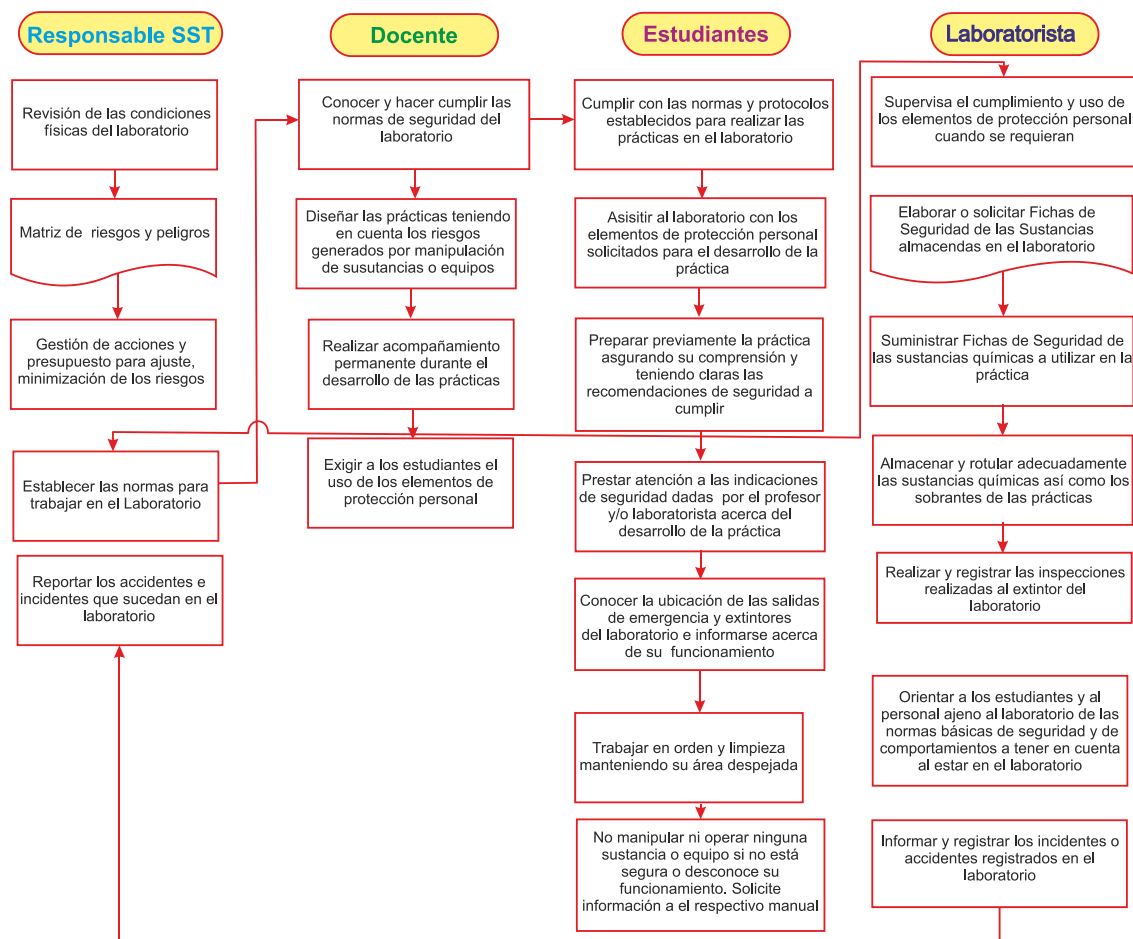 Responsable SST
Revisión de las condiciones
físicas del laboratorio
Matriz de riesgos y peligros
Gestión de acciones y
presupuesto para ajuste,
minimización de los riesgos
Establecer las normas para
trabajar en el Laboratorio
Reportar los accidentes e
incidentes que sucedan en el
laboratorio
Docente
Conocer y hacer cumplir las
normas de seguridad del
laboratorio
Diseñar las prácticas teniendo
en cuenta los riesgos
generados por manipulación
de susutancias o equipos
Realizar acompañamiento
permanente durante el
desarrollo de las prácticas
Exigir a los estudiantes el
uso de los elementos de
protección personal
Estudiantes
Cumplir con las normas y protocolos
establecidos para realizar las
prácticas en el laboratorio
Asisitir al laboratorio con los
elementos de protección personal
solicitados para el desarrollo de la
práctica
Preparar previamente la práctica
asgurando su comprensión y
teniendo claras las
recomendaciones de seguridad a
cumplir
Prestar atención a las indicaciones
de seguridad dadas por el profesor
y/o laboratorista acerca del
desarrollo de la práctica
Conocer la ubicación de las salidas
de emergencia y extintores
del laboratorio e informarse acerca
de su funcionamiento
Trabajar en orden y limpieza
manteniendo su área despejada
No manipular ni operar ninguna
sustancia o equipo si no está
segura o desconoce su
funcionamiento. Solicite
información a el respectivo manual
Laboratorista
Supervisa el cumplimiento y uso de
los elementos de protección personal
cuando se requieran
Elaborar o solicitar Fichas de
Seguridad de las Sustancias
almacendas en el laboratorio
Suministrar Fichas de Seguridad de
las sustancias químicas a utilizar en la
práctica
Almacenar y rotular adecuadamente
las sustancias químicas así como los
sobrantes de las prácticas
Realizar y registrar las inspecciones
realizadas al extintor del
laboratorio
Orientar a los estudiantes y al
personal ajeno al laboratorio de las
normas básicas de seguridad y de
comportamientos a tener en cuenta
al estar en el laboratorio
Informar y registrar los incidentes o
accidentes registrados en el
laboratorio